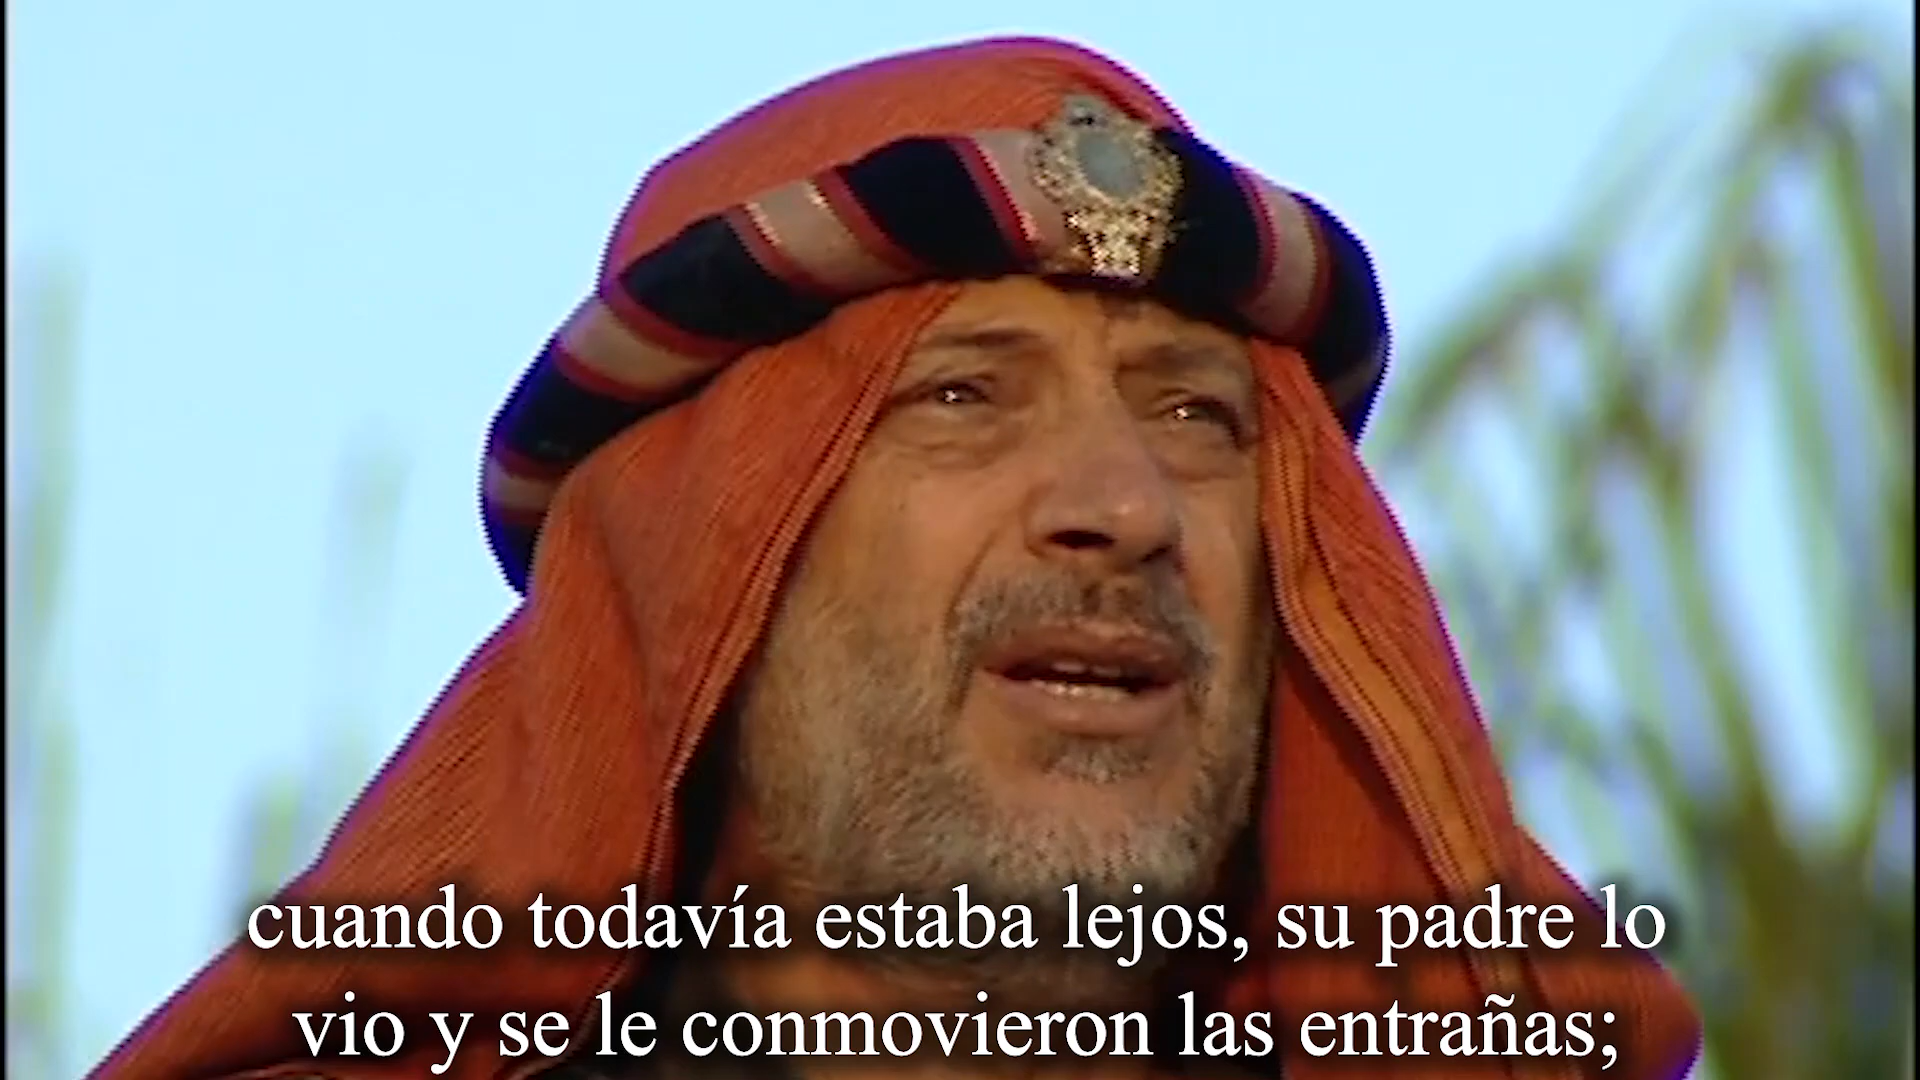 cuando todavía estaba lejos, su padre lo
vio y se le conmovieron las entrañas;